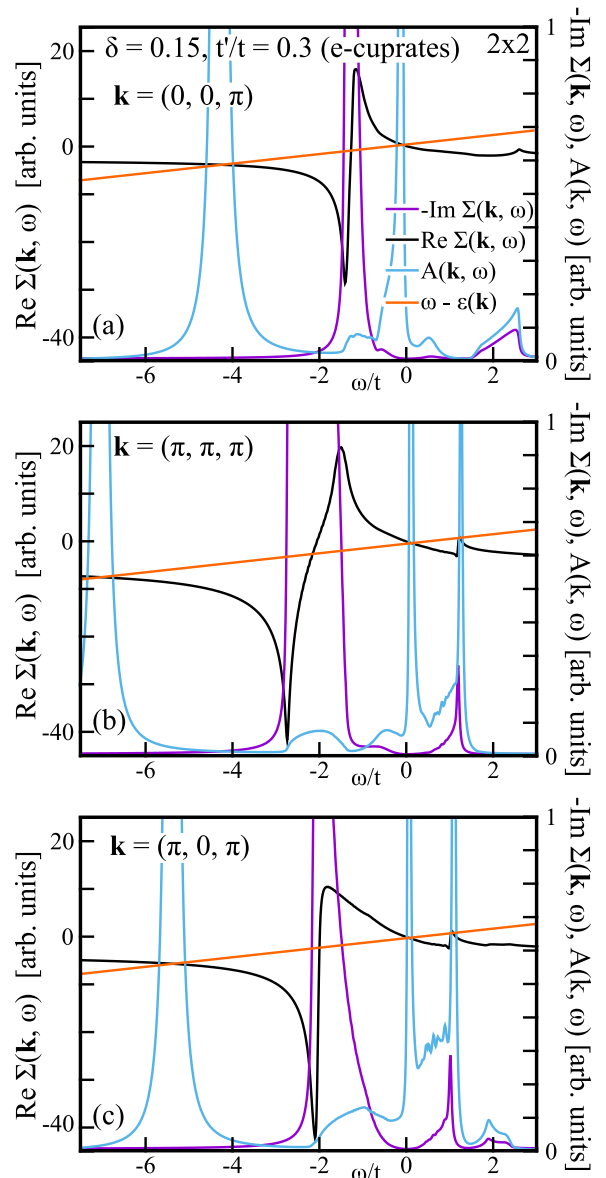 δ = 0.15, t'/t = 0.3 (e-cuprates)
2x2
k = (0, 0, π)
-Im Σ(k, ω)
Re Σ(k, ω)
A(k, ω)
ω - ε(k)
(a)
20
0
-40
Re Σ(k, ω) [arb. units]
1
0
-Im Σ(k, ω), A(k, ω) [arb. units]
-6 -4 -2 0 2
ω/t
k = (π, π, π)
(b)
20
0
-40
Re Σ(k, ω) [arb. units]
1
0
-Im Σ(k, ω), A(k, ω) [arb. units]
-6 -4 -2 0 2
ω/t
k = (π, 0, π)
(c)
20
0
-40
Re Σ(k, ω) [arb. units]
1
0
-Im Σ(k, ω), A(k, ω) [arb. units]
-6 -4 -2 0 2
ω/t